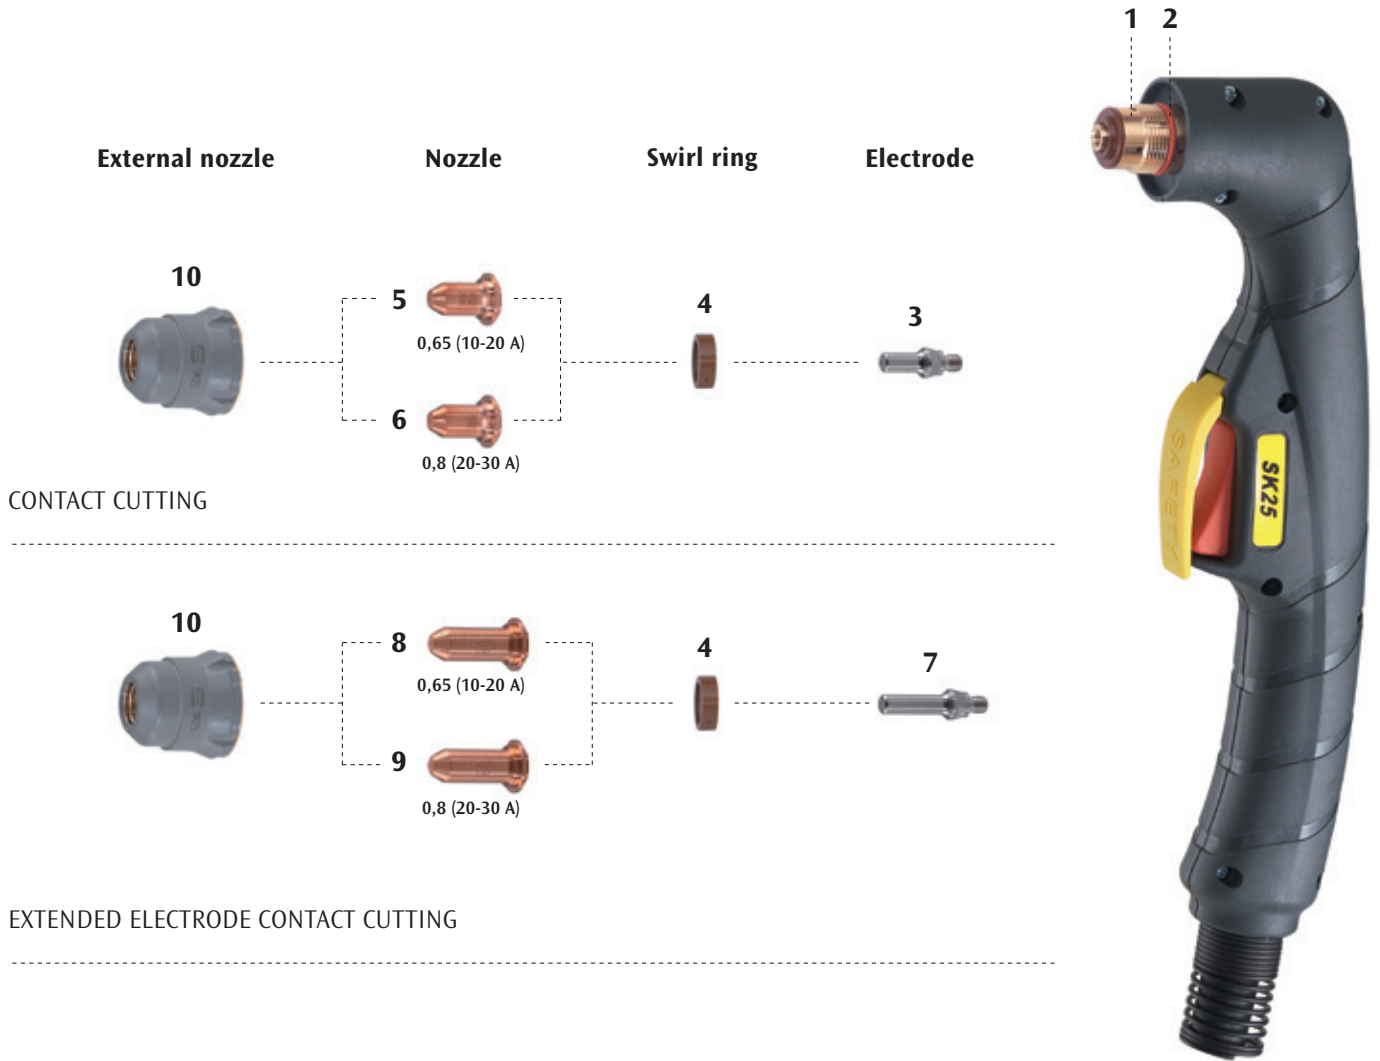 1 2
External nozzle Nozzle Swirl ring Electrode
10
5
0,65 (10-20 A)
4
3
6
0,8 (20-30 A)
SAFETY
SK25
CONTACT CUTTING
10
8
0,65 (10-20 A)
4
7
9
0,8 (20-30 A)
EXTENDED ELECTRODE CONTACT CUTTING